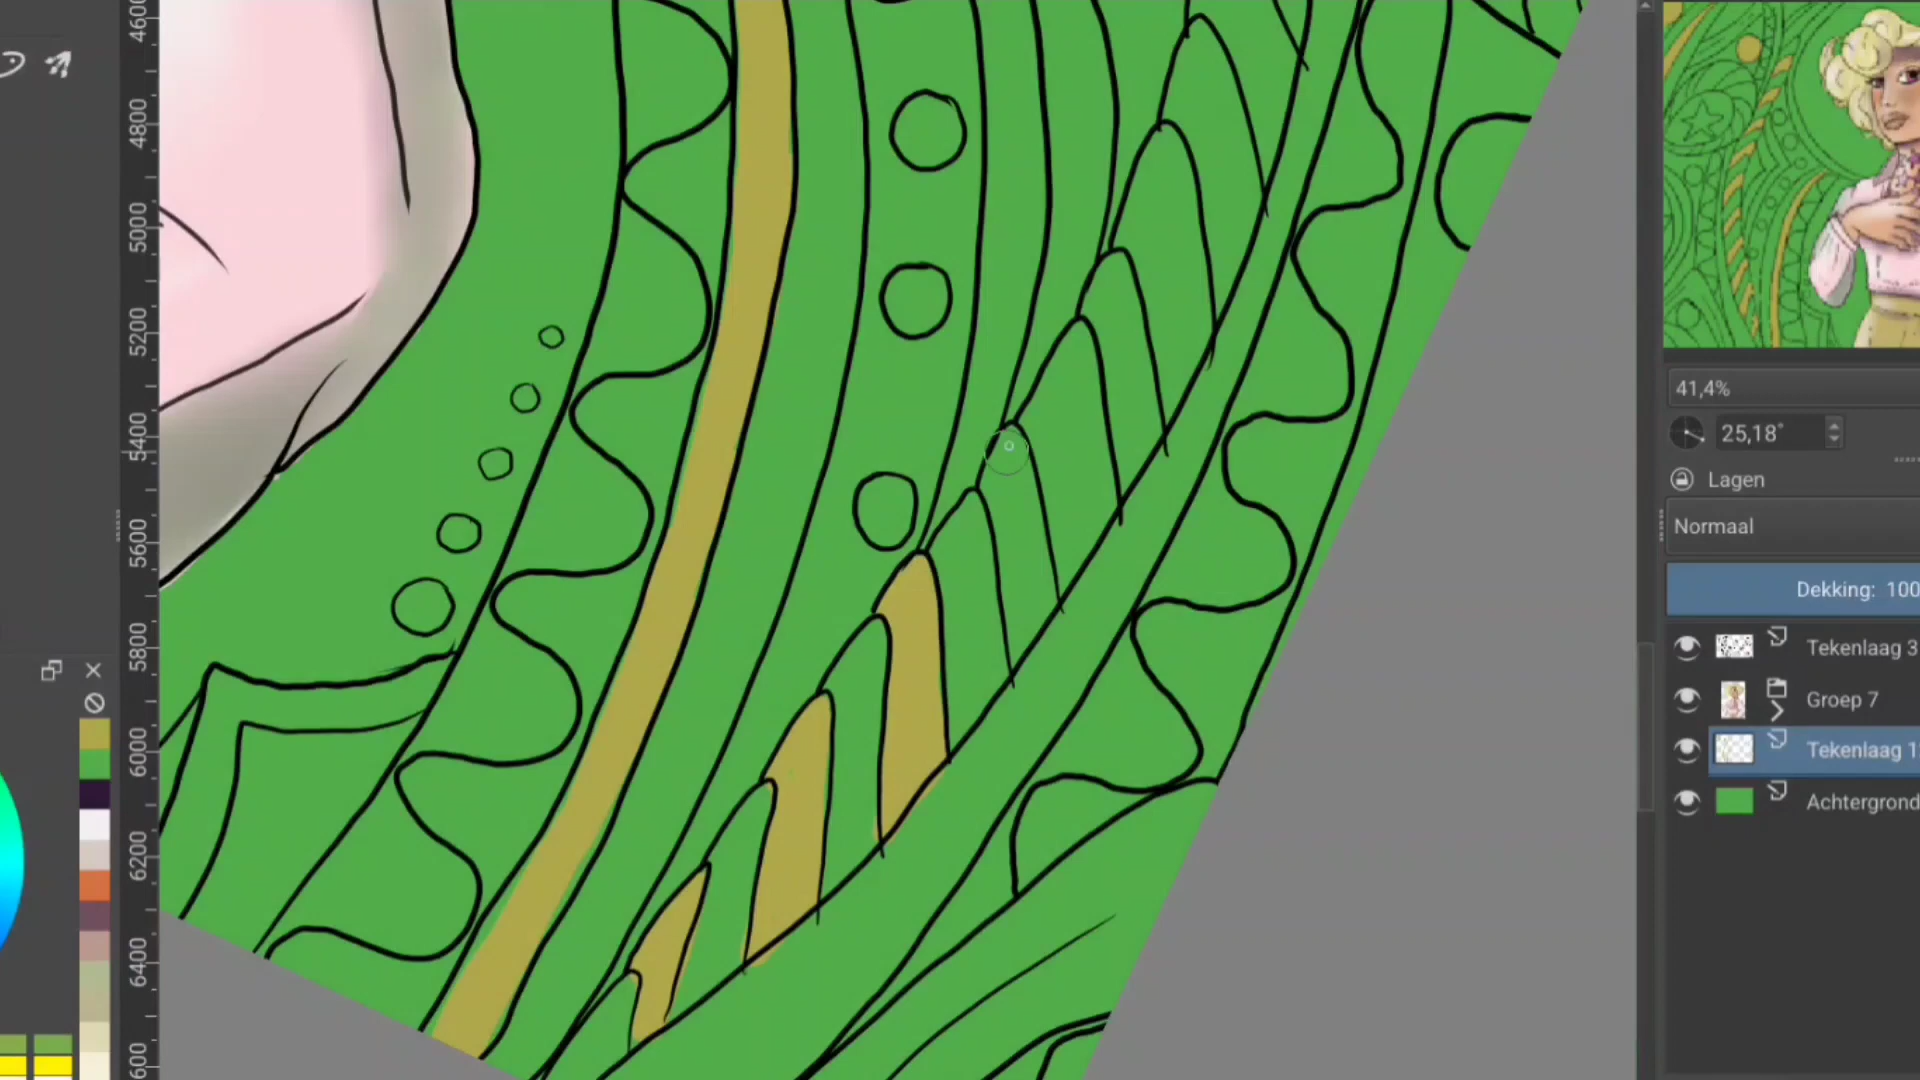 4600
4800
5000
5200
5400
5600
5800
6000
6200
6400
600
41,4%
25,18°
Lagen
Normaal
Dekking: 100
Tekenlaag 3
Groep 7
Tekenlaag 1
Achtergrond